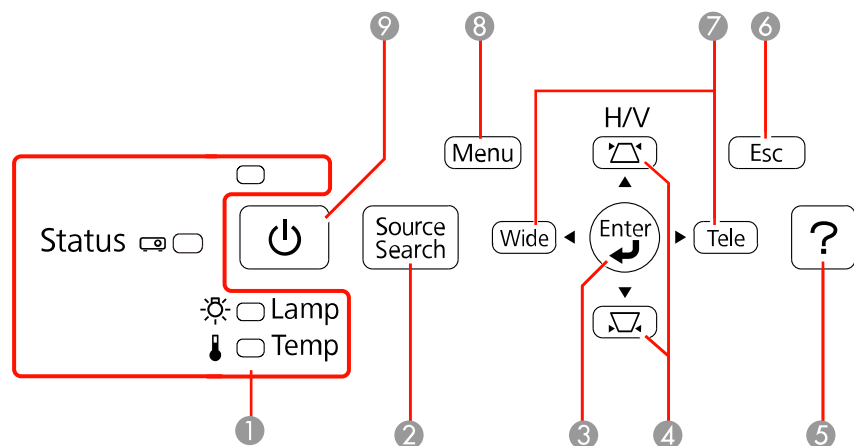 9
8
7
6
H/V
Menu
Esc
Status
Source
Search
Wide
Enter
Tele
?
Lamp
Temp
1
2
3
4
5